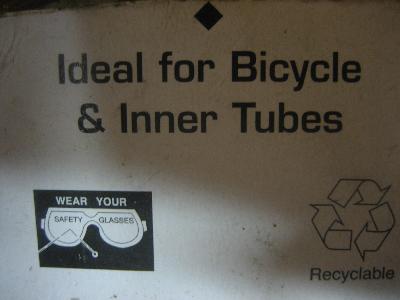 Ideal for Bicycle
& Inner Tubes
WEAR YOUR
SAFETY GLASSES
Recyclable